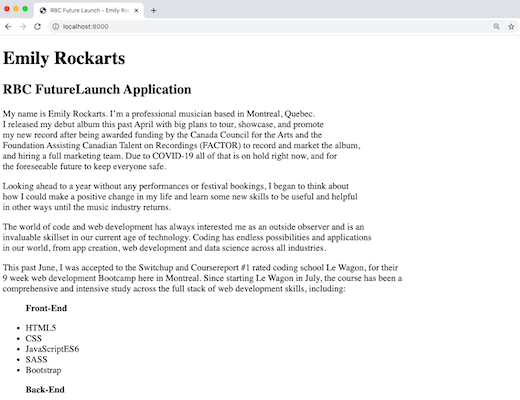 RBC Future Launch - Emily Roc
localhost:8000
Emily Rockarts
RBC FutureLaunch Application
My name is Emily Rockarts. I'm a professional musician based in Montreal, Quebec.
I released my debut album this past April with big plans to tour, showcase, and promote
my new record after being awarded funding by the Canada Council for the Arts and the
Foundation Assisting Canadian Talent on Recordings (FACTOR) to record and market the album,
and hiring a full marketing team. Due to COVID-19 all of that is on hold right now, and for
the foreseeable future to keep everyone safe.
Looking ahead to a year without any performances or festival bookings, I began to think about
how I could make a positive change in my life and learn some new skills to be useful and helpful
in other ways until the music industry returns.
The world of code and web development has always interested me as an outside observer and is an
invaluable skillset in our current age of technology. Coding has endless possibilities and applications
in our world, from app creation, web development and data science across all industries.
This past June, I was accepted to the Switchup and Coursereport #1 rated coding school Le Wagon, for their
9 week web development Bootcamp here in Montreal. Since starting Le Wagon in July, the course has been a
comprehensive and intensive study across the full stack of web development skills, including:
Front-End
HTML5
CSS
JavaScriptES6
SASS
Bootstrap
Back-End